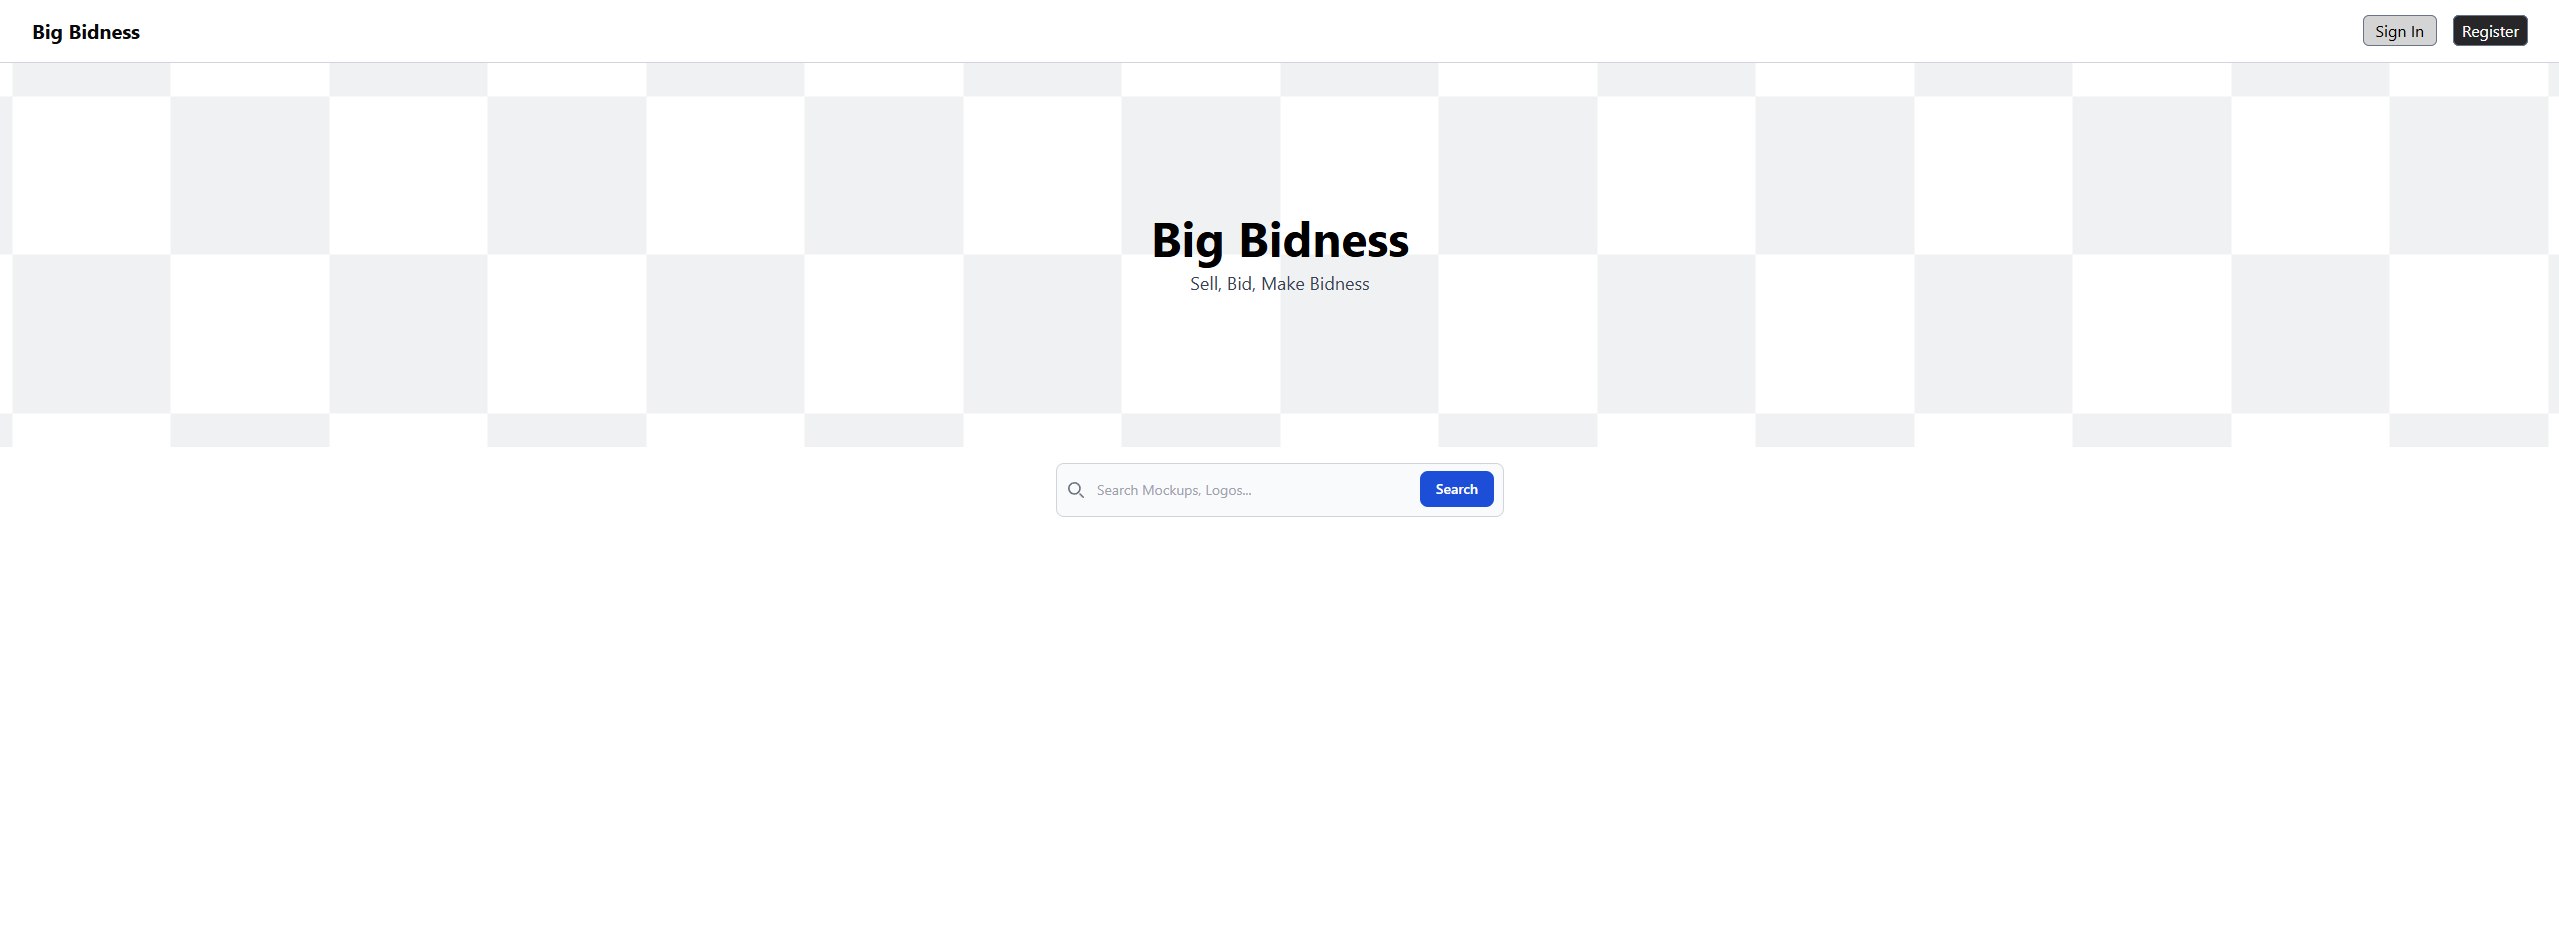 Big Bidness
Sign In
Register
Big Bidness
Sell, Bid, Make Bidness
Search Mockups, Logos...
Search